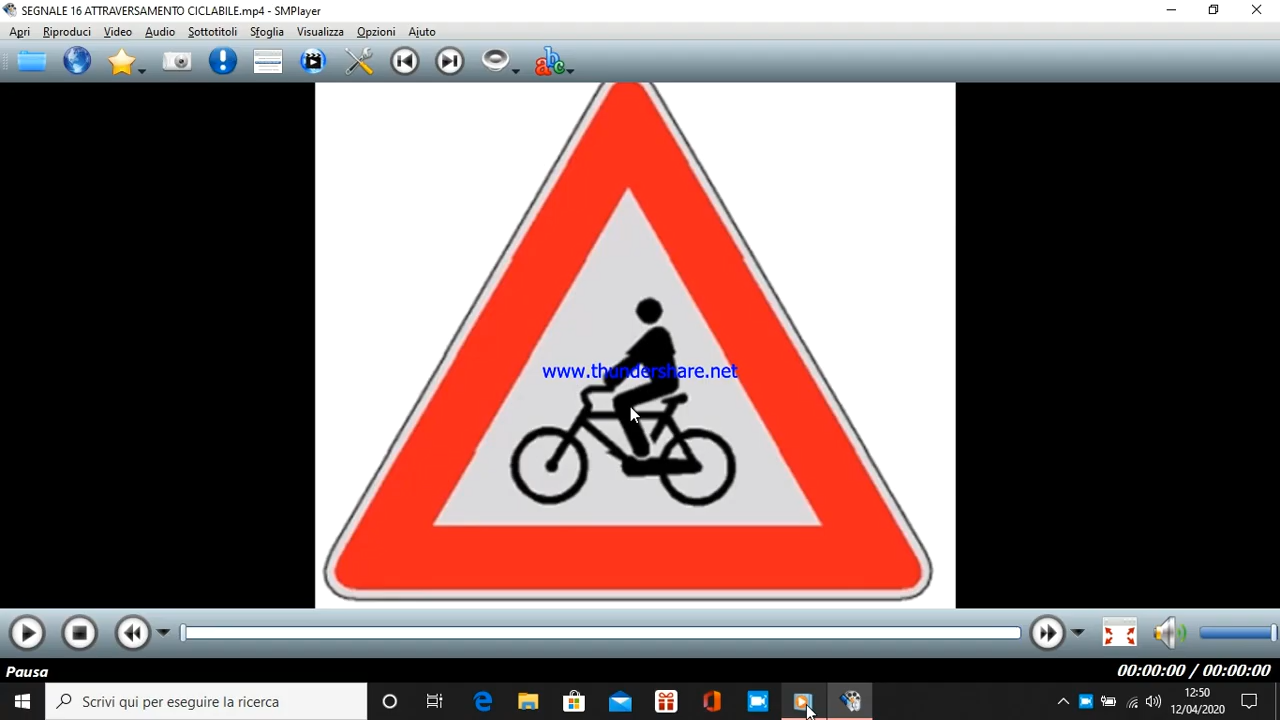 SEGNALE 16 ATTRAVERSAMENTO CICLABILE.mp4 - SMPlayer
Apri Riproduci Video Audio Sottotitoli Sfoglia Visualizza Opzioni Aiuto
abc
www.thundershare.net
Pausa
00:00:00 / 00:00:00
Scrivi qui per eseguire la ricerca
12:50
12/04/2020